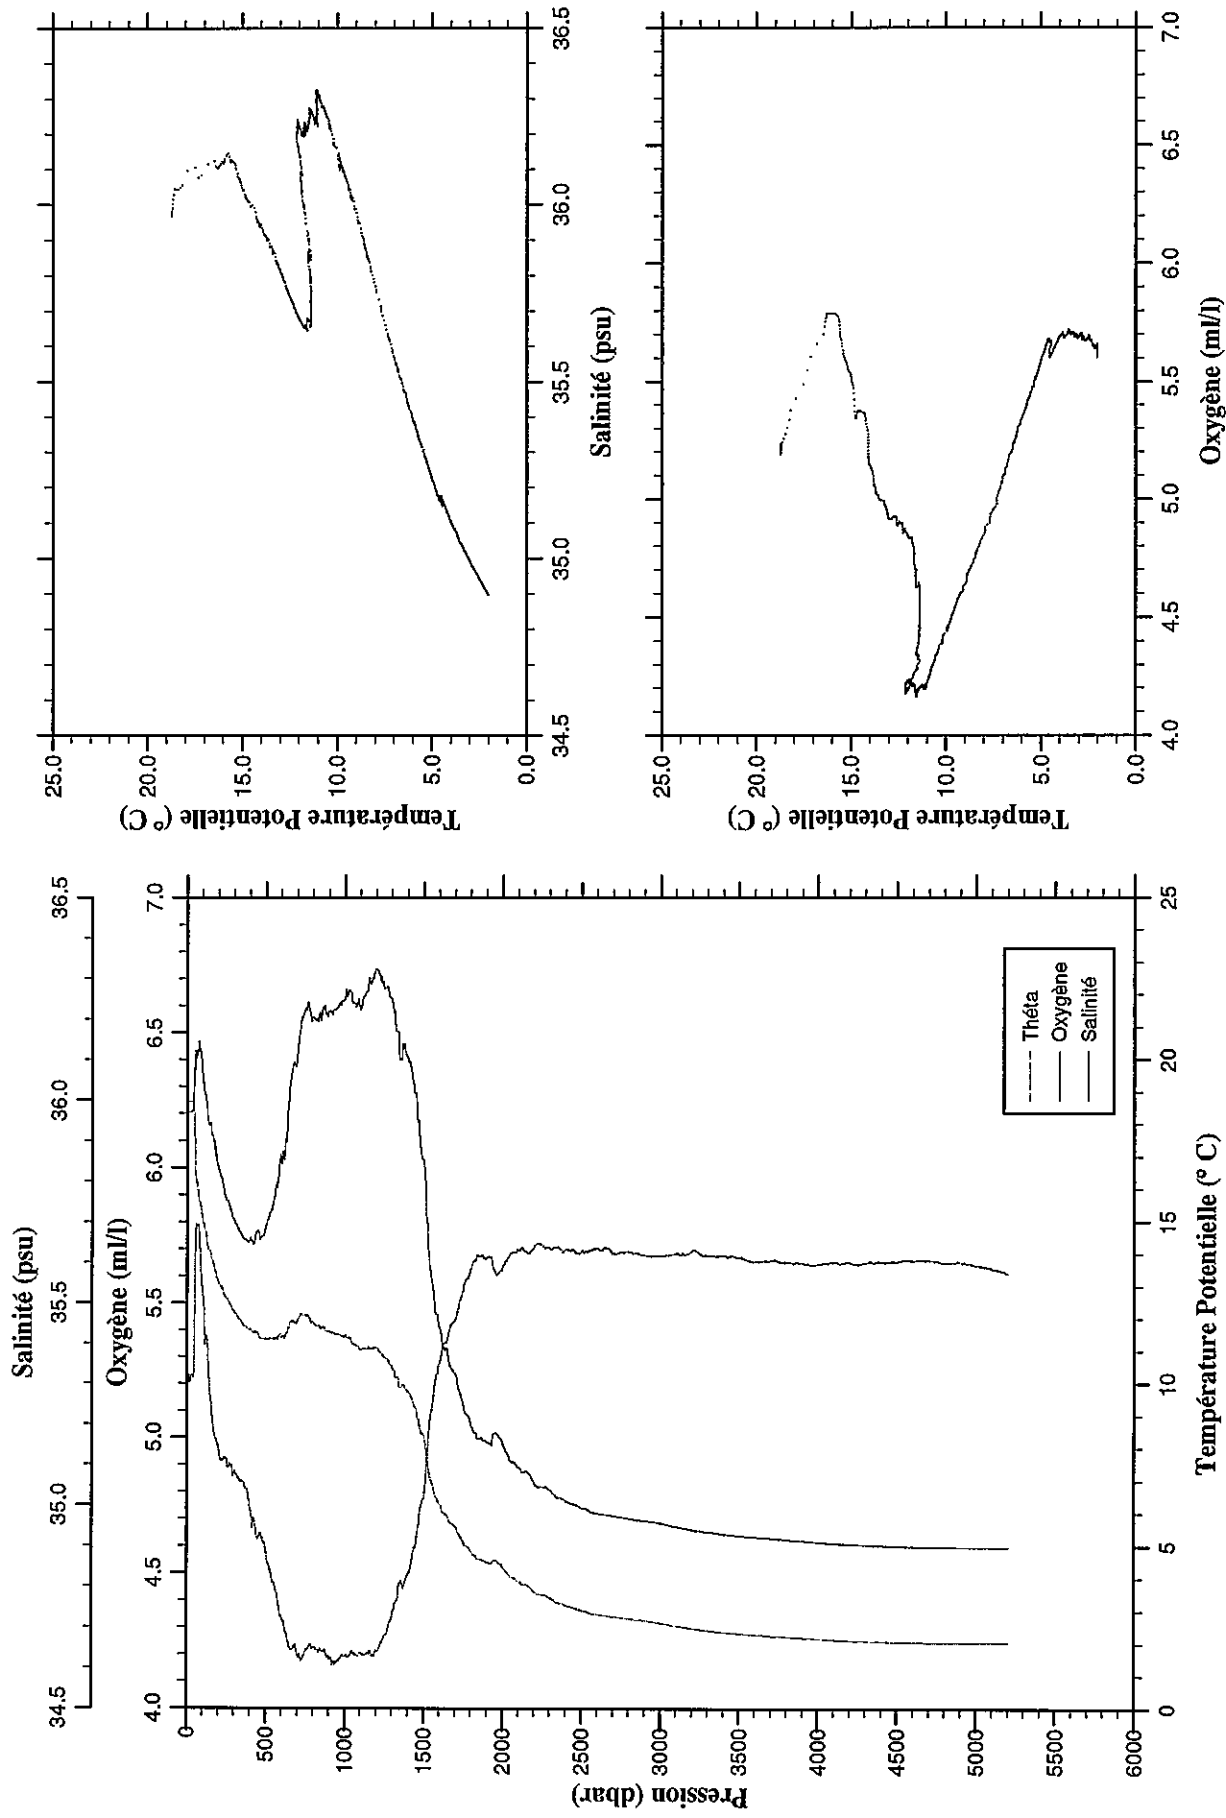 Salinité (psu)
34.5 35.0 35.5 36.0 36.5
Oxygène (ml/l)
4.0 4.5 5.0 5.5 6.0 6.5 7.0
Pression (dbar)
0
500
1000
1500
2000
2500
3000
3500
4000
4500
5000
5500
6000
Théta
Oxygène
Salinité
0 5 10 15 20 25
Température Potentielle (° C)
Température Potentielle (° C)
25.0
20.0
15.0
10.0
5.0
0.0
34.5 35.0 35.5 36.0 36.5
Salinité (psu)
Température Potentielle (° C)
25.0
20.0
15.0
10.0
5.0
0.0
4.0 4.5 5.0 5.5 6.0 6.5 7.0
Oxygène (ml/l)